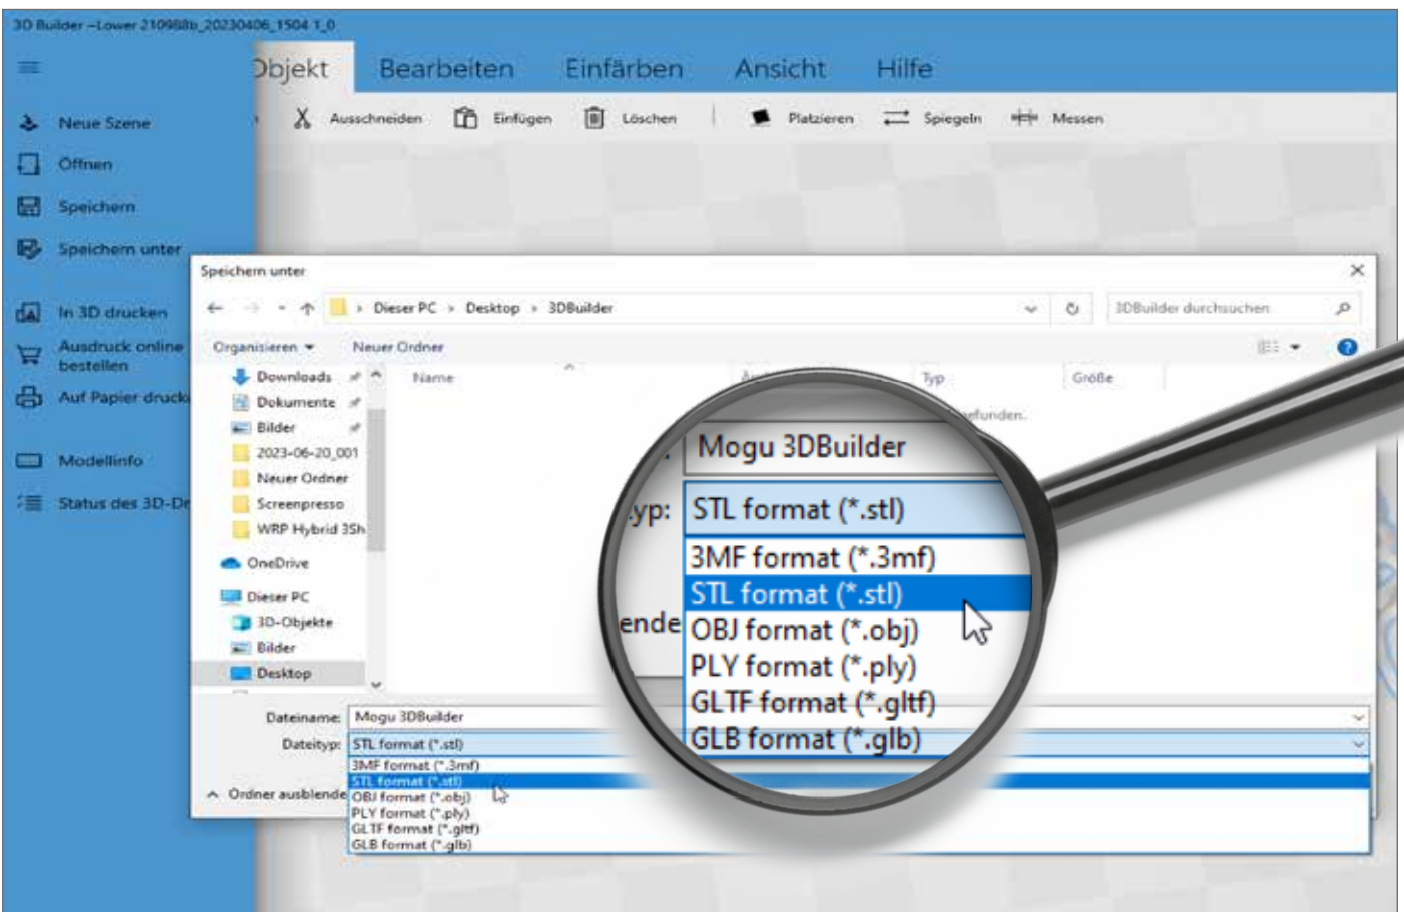 3D Builder –Lower 210988b_20230406_1504 1_0
Objekt Bearbeiten Einfärben Ansicht Hilfe
Ausschneiden Einfügen Löschen Platzieren Spiegeln Messen
Neue Szene
Öffnen
Speichern
Speichern unter
In 3D drucken
Ausdruck online
bestellen
Auf Papier drucke
Modellinfo
Status des 3D-Dr
Speichern unter
Dieser PC › Desktop › 3DBuilder
3DBuilder durchsuchen
Organisieren Neuer Ordner
Name Typ Größe
Downloads
Dokumente
Bilder
2023-06-20_001
Neuer Ordner
Screenpresso
WRP Hybrid 3Sh
OneDrive
Dieser PC
3D-Objekte
Bilder
Desktop
Dateiname: Mogu 3DBuilder
Dateityp: STL format (*.stl)
3MF format (*.3mf)
STL format (*.stl)
OBJ format (*.obj)
PLY format (*.ply)
GLTF format (*.gltf)
GLB format (*.glb)
Ordner ausblende
efunden.
Mogu 3DBuilder
typ: STL format (*.stl)
3MF format (*.3mf)
STL format (*.stl)
ende
OBJ format (*.obj)
PLY format (*.ply)
GLTF format (*.gltf)
GLB format (*.glb)